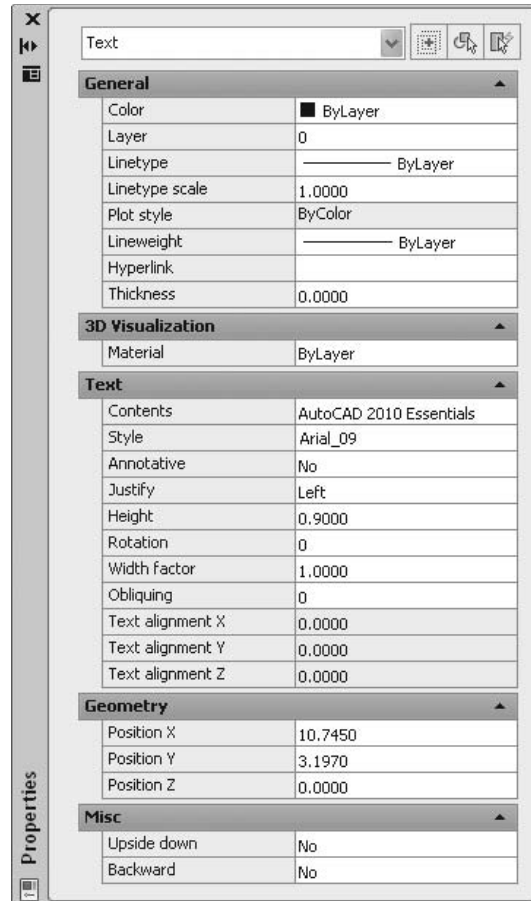 Text
General
Color ByLayer
Layer 0
Linetype ByLayer
Linetype scale 1.0000
Plot style ByColor
Lineweight ByLayer
Hyperlink
Thickness 0.0000
3D Visualization
Material ByLayer
Text
Contents AutoCAD 2010 Essentials
Style Arial_09
Annotative No
Justify Left
Height 0.9000
Rotation 0
Width factor 1.0000
Obliquing 0
Text alignment X 0.0000
Text alignment Y 0.0000
Text alignment Z 0.0000
Geometry
Position X 10.7450
Position Y 3.1970
Position Z 0.0000
Misc
Upside down No
Backward No
Properties